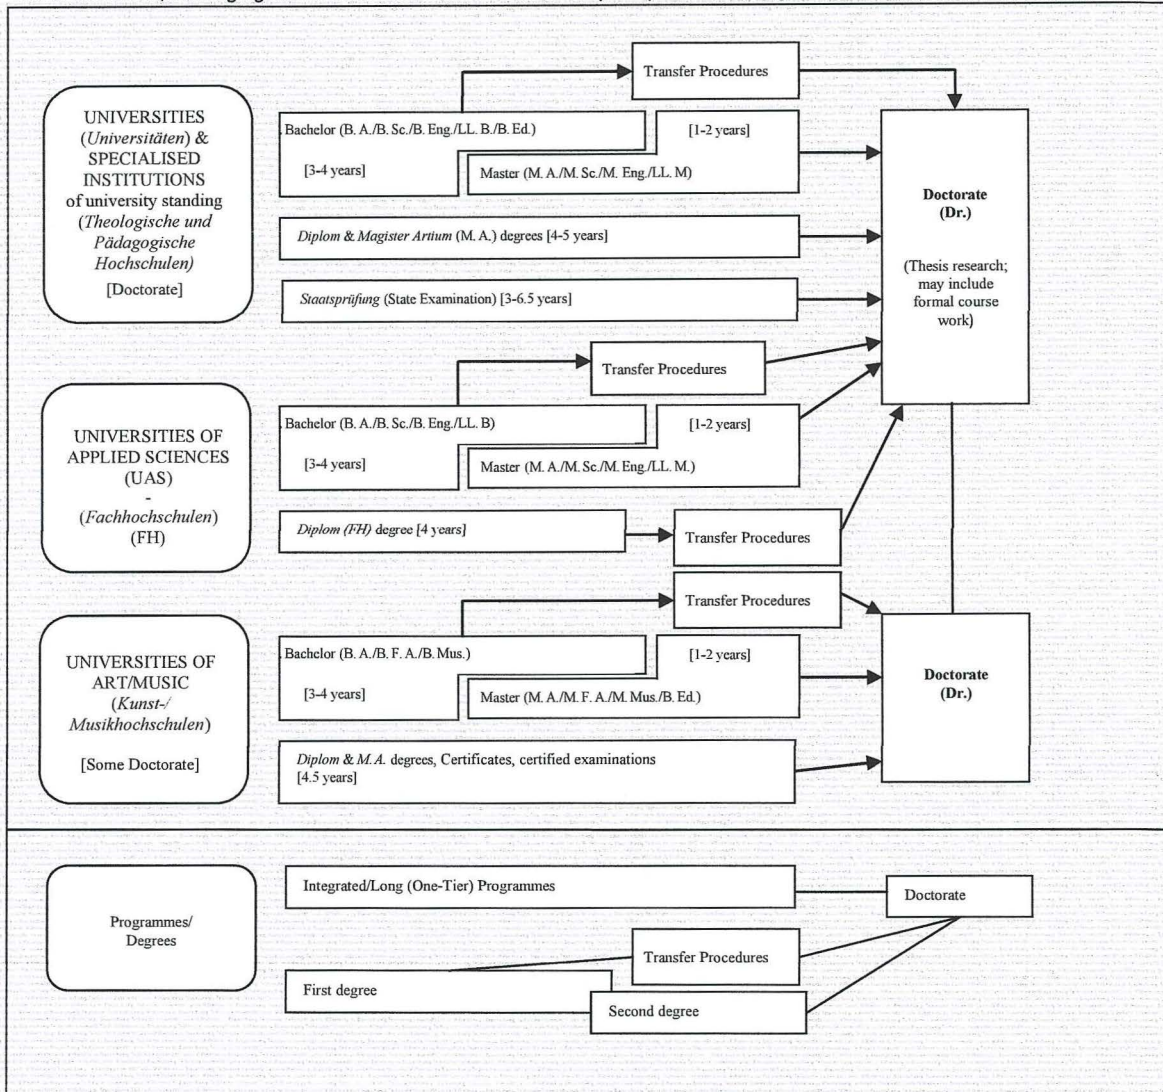 Transfer Procedures
UNIVERSITIES
(Universitäten) &
SPECIALISED
INSTITUTIONS
of university standing
(Theologische und
Pädagogische
Hochschulen)
[Doctorate]
Bachelor (B. A./B. Sc./B. Eng./LL. B./B. Ed.)
[3-4 years]
[1-2 years]
Master (M. A./M. Sc./M. Eng./LL. M)
Diplom & Magister Artium (M. A.) degrees [4-5 years]
Staatsprüfung (State Examination) [3-6.5 years]
Doctorate
(Dr.)
(Thesis research;
may include
formal course
work)
Transfer Procedures
UNIVERSITIES OF
APPLIED SCIENCES
(UAS)
-
(Fachhochschulen)
(FH)
Bachelor (B. A./B. Sc./B. Eng./LL. B)
[3-4 years]
[1-2 years]
Master (M. A./M. Sc./M. Eng./LL. M.)
Diplom (FH) degree [4 years]
Transfer Procedures
Transfer Procedures
UNIVERSITIES OF
ART/MUSIC
(Kunst-/
Musikhochschulen)
[Some Doctorate]
Bachelor (B. A./B. F. A./B. Mus.)
[3-4 years]
[1-2 years]
Master (M. A./M. F. A./M. Mus./B. Ed.)
Diplom & M.A. degrees, Certificates, certified examinations
[4.5 years]
Doctorate
(Dr.)
Programmes/
Degrees
Integrated/Long (One-Tier) Programmes
Doctorate
Transfer Procedures
First degree
Second degree